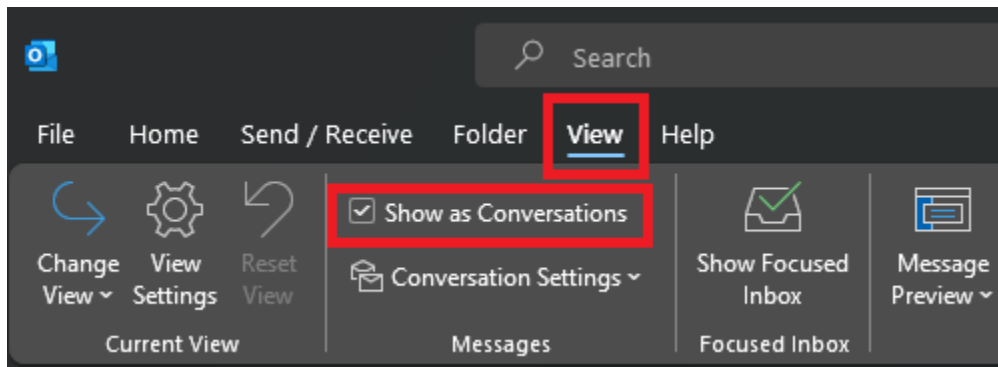 Search
File Home Send / Receive Folder View Help
Show as Conversations
Change View View Reset Conversation Settings Show Focused Message
View Settings View Inbox Preview
Current View Messages Focused Inbox